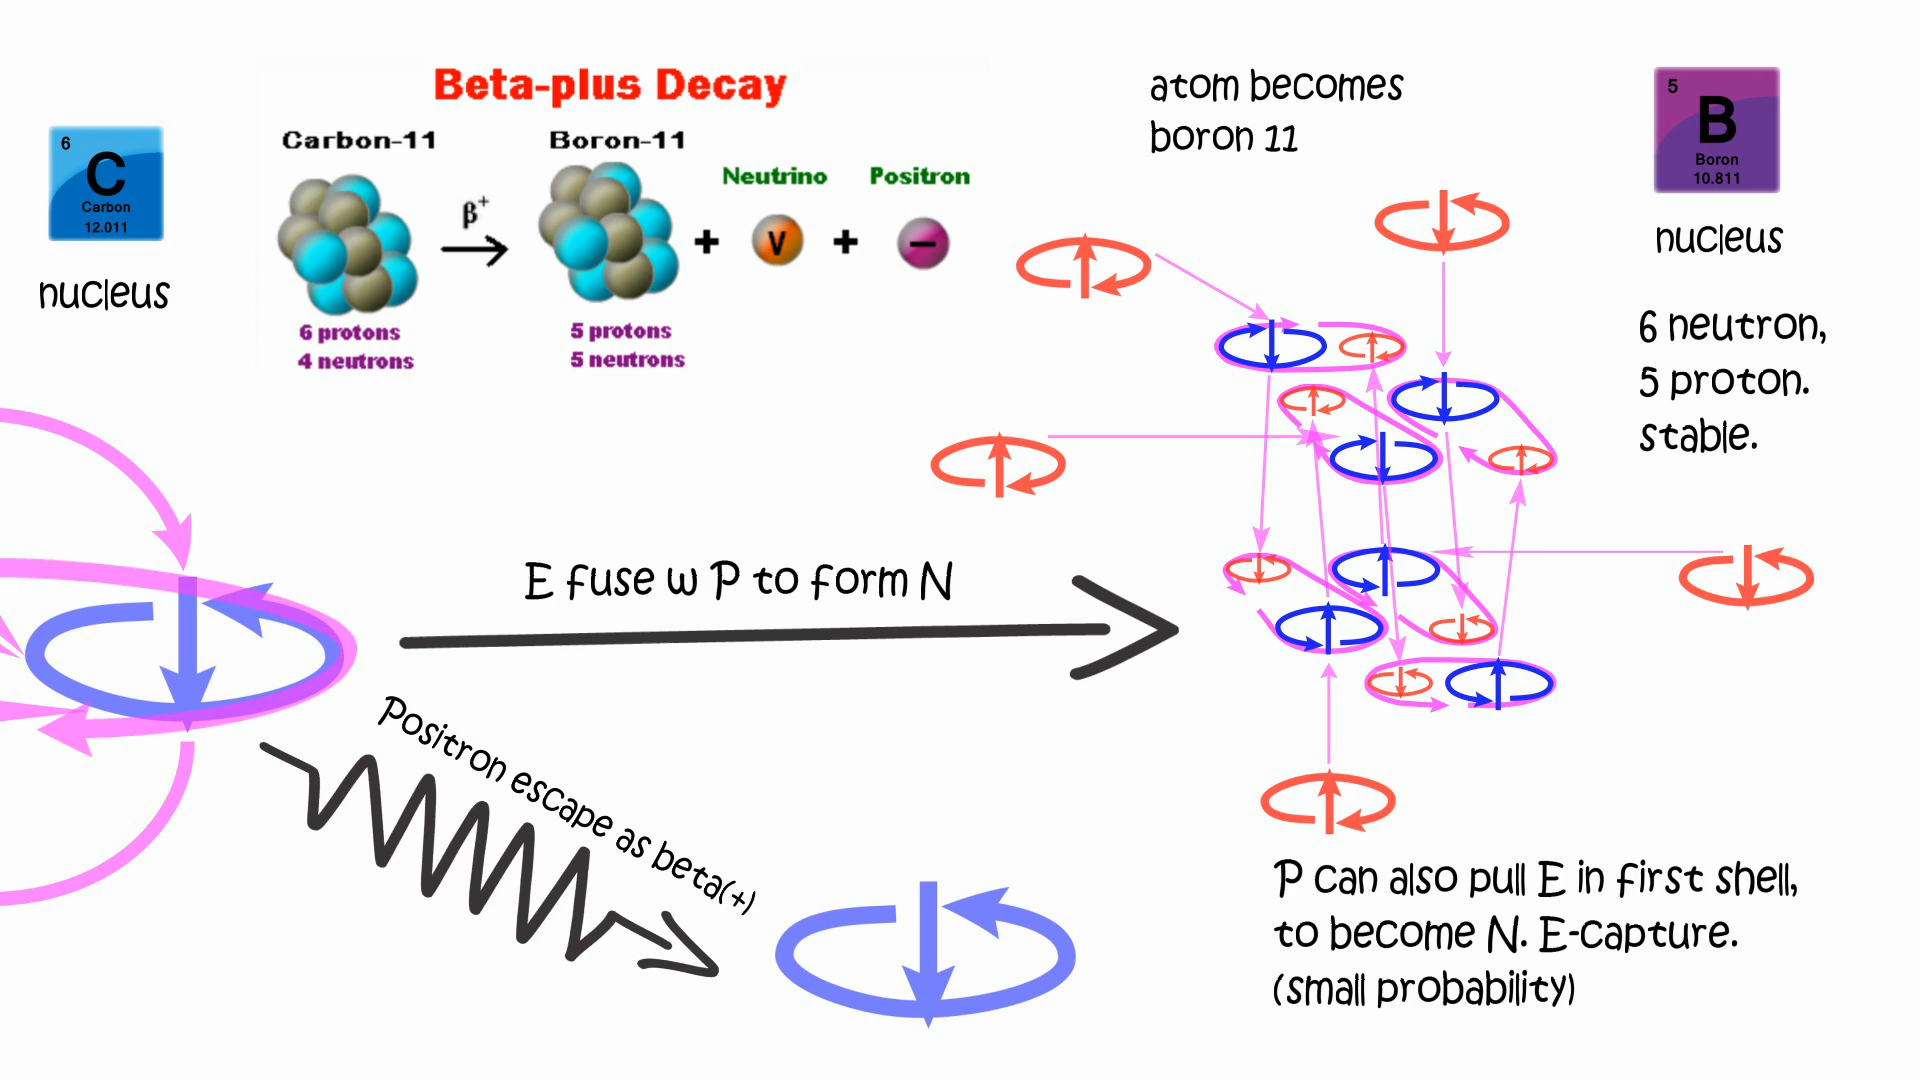 Beta-plus Decay
6
C
Carbon
12.011
nucleus
Carbon-11
β+
Boron-11
Neutrino
Positron
+
V
+
−
6 protons
4 neutrons
5 protons
5 neutrons
atom becomes
boron 11
5
B
Boron
10.811
nucleus
6 neutron,
5 proton.
stable.
E fuse w P to form N
Positron escape as beta(+)
P can also pull E in first shell,
to become N. E-capture.
(small probability)